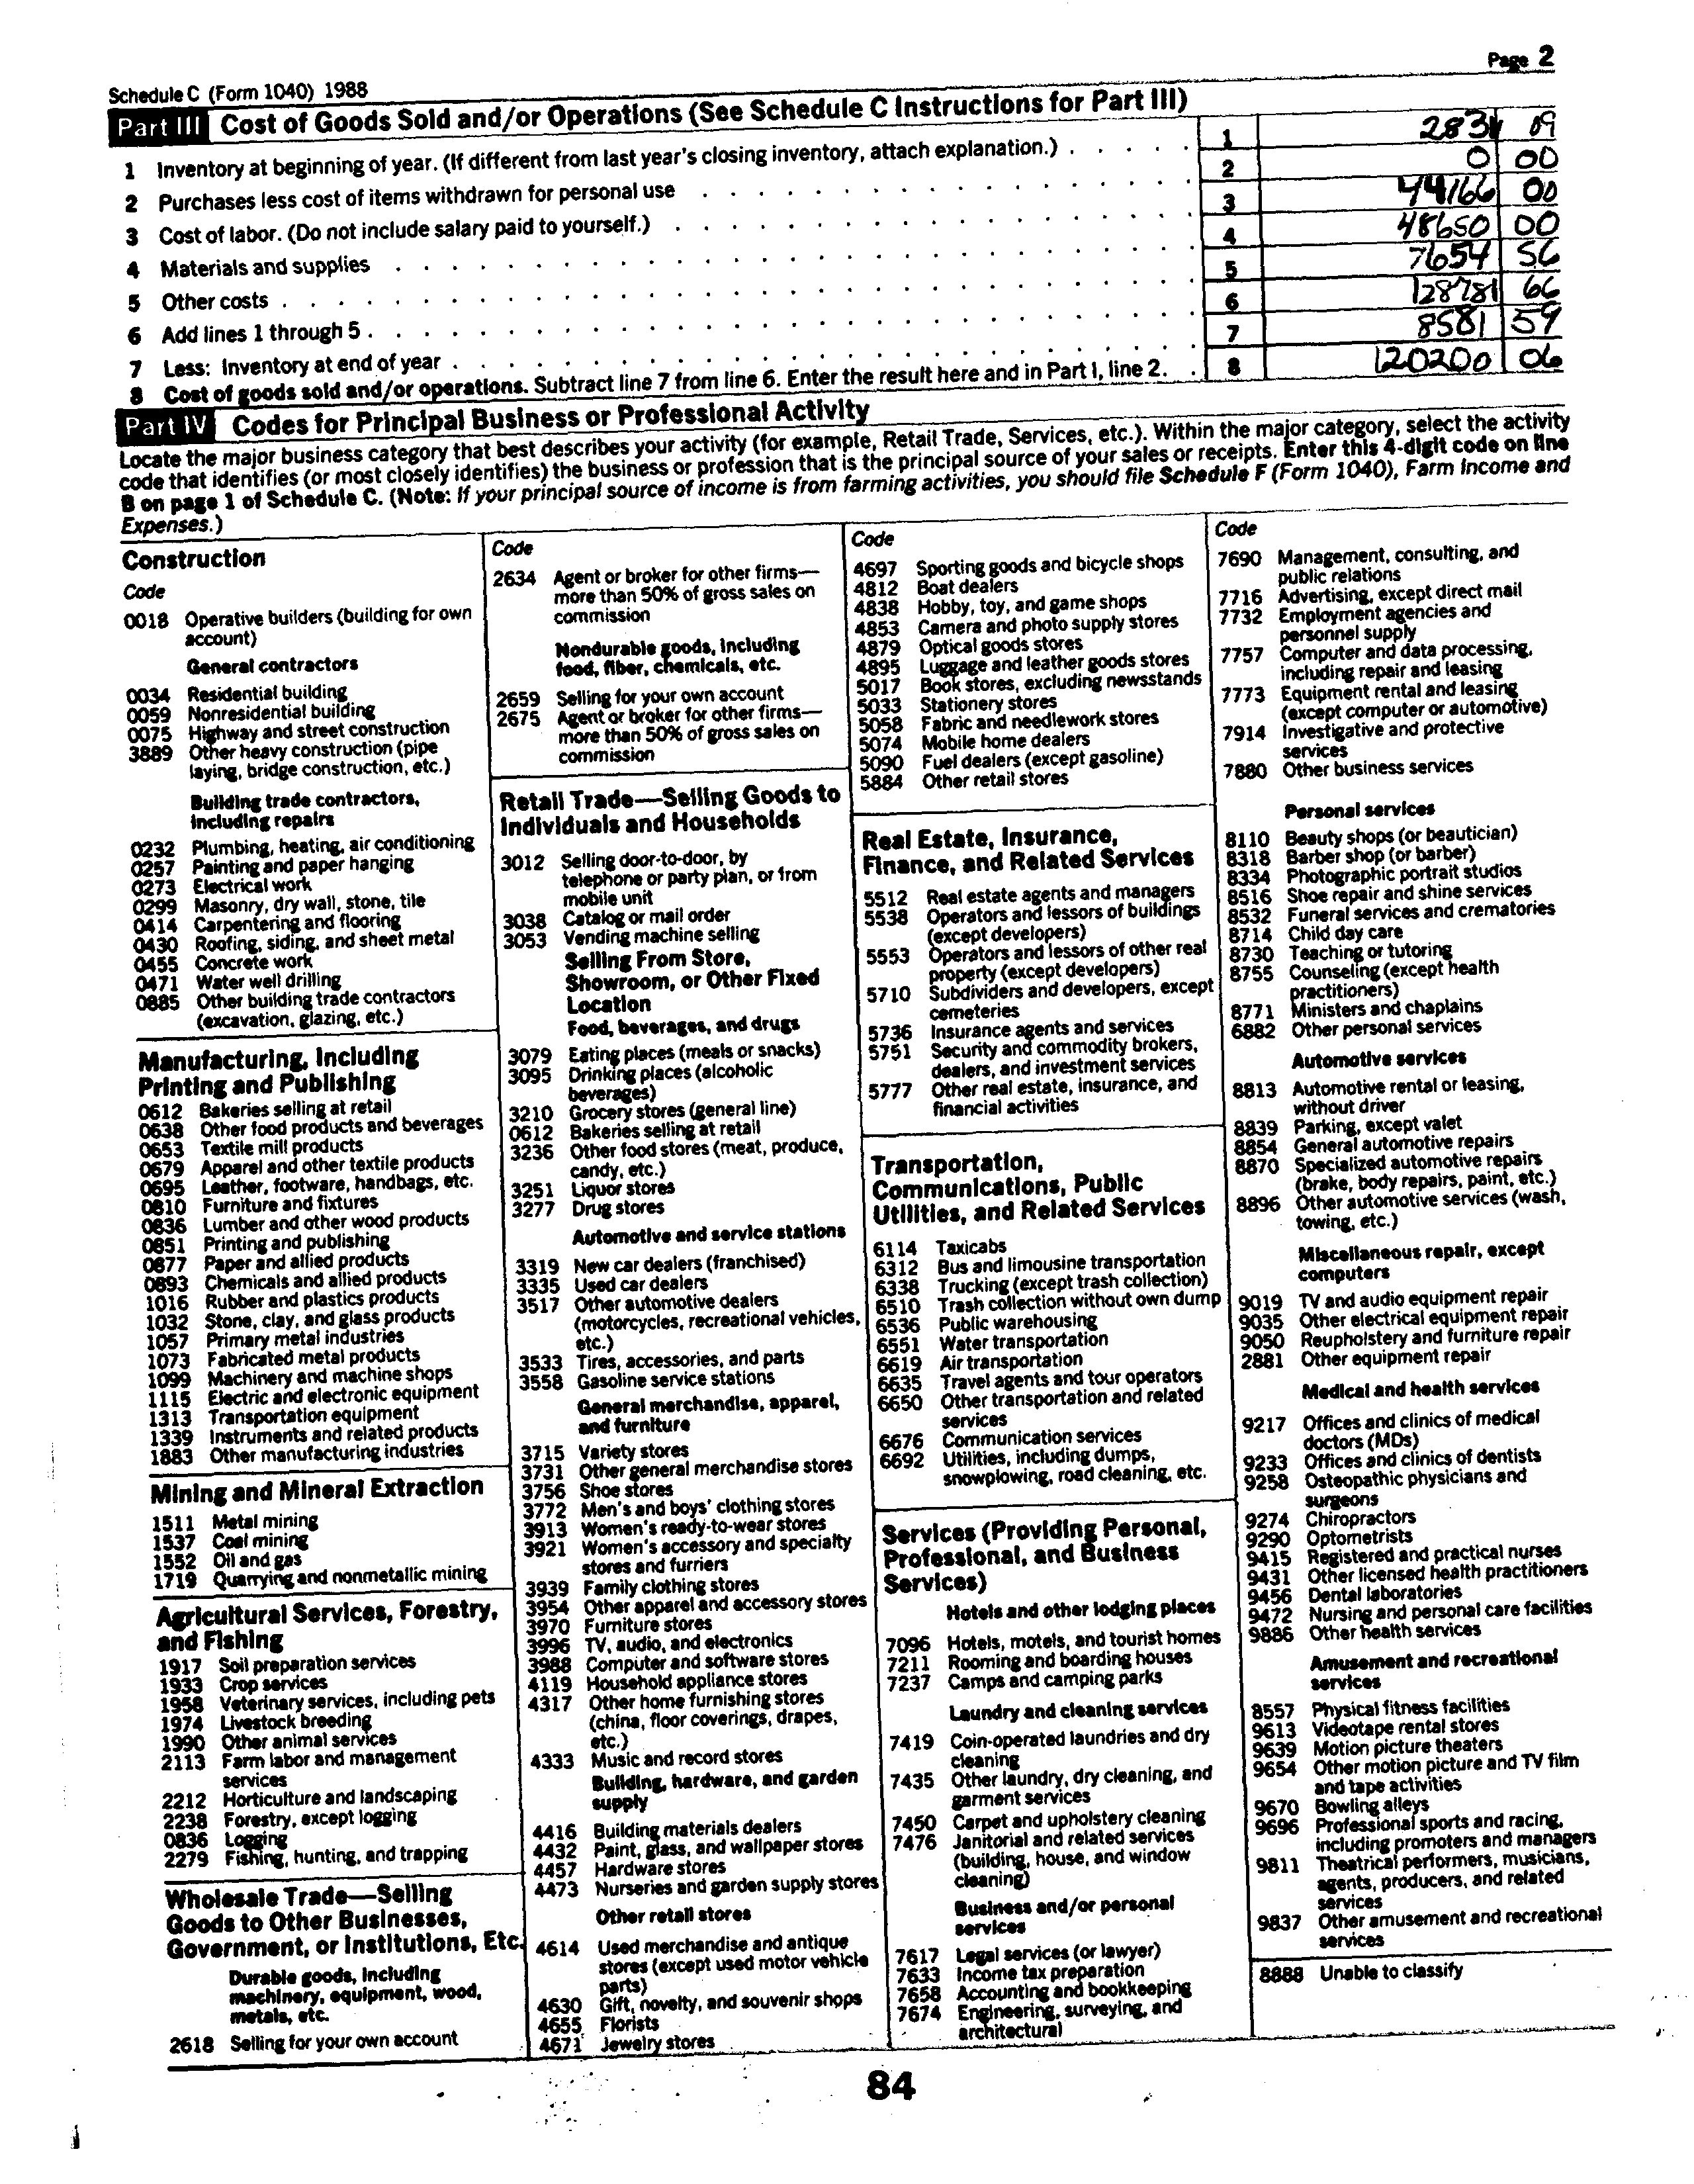 Schedule C (Form 1040) 1988 Page 2
Part III Cost of Goods Sold and/or Operations (See Schedule C Instructions for Part III)
1 Inventory at beginning of year. (If different from last year's closing inventory, attach explanation.) . . . . . 1 09
2 Purchases less cost of items withdrawn for personal use 2 0 00
3 Cost of labor. (Do not include salary paid to yourself.) 3 44166 00
4 Materials and supplies 4 48650 00
5 Other costs 5 7654 56
6 Add lines 1 through 5 6 128781 66
7 Less: Inventory at end of year 7 8581 59
8 Cost of goods sold and/or operations. Subtract line 7 from line 6. Enter the result here and in Part I, line 2. . 8 120200 06
Part IV Codes for Principal Business or Professional Activity
Locate the major business category that best describes your activity (for example, Retail Trade, Services, etc.). Within the major category, select the activity
code that identifies (or most closely identifies) the business or profession that is the principal source of your sales or receipts. Enter this 4-digit code on line
B on page 1 of Schedule C. (Note: If your principal source of income is from farming activities, you should file Schedule F (Form 1040), Farm Income and
Expenses.)
Construction
Code
0018 Operative builders (building for own
account)
General contractors
0034 Residential building
0059 Nonresidential building
0075 Highway and street construction
3889 Other heavy construction (pipe
laying, bridge construction, etc.)
Building trade contractors,
including repairs
0232 Plumbing, heating, air conditioning
0257 Painting and paper hanging
0273 Electrical work
0299 Masonry, dry wall, stone, tile
0414 Carpentering and flooring
0430 Roofing, siding, and sheet metal
0455 Concrete work
0471 Water well drilling
0885 Other building trade contractors
(excavation, glazing, etc.)
Manufacturing, Including
Printing and Publishing
0612 Bakeries selling at retail
0638 Other food products and beverages
0653 Textile mill products
0679 Apparel and other textile products
0695 Leather, footware, handbags, etc.
0810 Furniture and fixtures
0836 Lumber and other wood products
0851 Printing and publishing
0877 Paper and allied products
0893 Chemicals and allied products
1016 Rubber and plastics products
1032 Stone, clay, and glass products
1057 Primary metal industries
1073 Fabricated metal products
1099 Machinery and machine shops
1115 Electric and electronic equipment
1313 Transportation equipment
1339 Instruments and related products
1883 Other manufacturing industries
Mining and Mineral Extraction
1511 Metal mining
1537 Coal mining
1552 Oil and gas
1719 Quarrying and nonmetallic mining
Agricultural Services, Forestry,
and Fishing
1917 Soil preparation services
1933 Crop services
1958 Veterinary services, including pets
1974 Livestock breeding
1990 Other animal services
2113 Farm labor and management
services
2212 Horticulture and landscaping
2238 Forestry, except logging
0836 Logging
2279 Fishing, hunting, and trapping
Wholesale Trade—Selling
Goods to Other Businesses,
Government, or Institutions, Etc.
Durable goods, including
machinery, equipment, wood,
metals, etc.
2618 Selling for your own account
Code
2634 Agent or broker for other firms—
more than 50% of gross sales on
commission
Nondurable goods, including
food, fiber, chemicals, etc.
2659 Selling for your own account
2675 Agent or broker for other firms—
more than 50% of gross sales on
commission
Retail Trade—Selling Goods to
Individuals and Households
3012 Selling door-to-door, by
telephone or party plan, or from
mobile unit
3038 Catalog or mail order
3053 Vending machine selling
Selling From Store,
Showroom, or Other Fixed
Location
Food, beverages, and drugs
3079 Eating places (meals or snacks)
3095 Drinking places (alcoholic
beverages)
3210 Grocery stores (general line)
0612 Bakeries selling at retail
3236 Other food stores (meat, produce,
candy, etc.)
3251 Liquor stores
3277 Drug stores
Automotive and service stations
3319 New car dealers (franchised)
3335 Used car dealers
3517 Other automotive dealers
(motorcycles, recreational vehicles,
etc.)
3533 Tires, accessories, and parts
3558 Gasoline service stations
General merchandise, apparel,
and furniture
3715 Variety stores
3731 Other general merchandise stores
3756 Shoe stores
3772 Men's and boys' clothing stores
3913 Women's ready-to-wear stores
3921 Women's accessory and specialty
stores and furriers
3939 Family clothing stores
3954 Other apparel and accessory stores
3970 Furniture stores
3996 TV, audio, and electronics
3988 Computer and software stores
4119 Household appliance stores
4317 Other home furnishing stores
(china, floor coverings, drapes,
etc.)
4333 Music and record stores
Building, hardware, and garden
supply
4416 Building materials dealers
4432 Paint, glass, and wallpaper stores
4457 Hardware stores
4473 Nurseries and garden supply stores
Other retail stores
4614 Used merchandise and antique
stores (except used motor vehicle
parts)
4630 Gift, novelty, and souvenir shops
4655 Florists
4671 Jewelry stores
Code
4697 Sporting goods and bicycle shops
4812 Boat dealers
4838 Hobby, toy, and game shops
4853 Camera and photo supply stores
4879 Optical goods stores
4895 Luggage and leather goods stores
5017 Book stores, excluding newsstands
5033 Stationery stores
5058 Fabric and needlework stores
5074 Mobile home dealers
5090 Fuel dealers (except gasoline)
5884 Other retail stores
Real Estate, Insurance,
Finance, and Related Services
5512 Real estate agents and managers
5538 Operators and lessors of buildings
(except developers)
5553 Operators and lessors of other real
property (except developers)
5710 Subdividers and developers, except
cemeteries
5736 Insurance agents and services
5751 Security and commodity brokers,
dealers, and investment services
5777 Other real estate, insurance, and
financial activities
Transportation,
Communications, Public
Utilities, and Related Services
6114 Taxicabs
6312 Bus and limousine transportation
6338 Trucking (except trash collection)
6510 Trash collection without own dump
6536 Public warehousing
6551 Water transportation
6619 Air transportation
6635 Travel agents and tour operators
6650 Other transportation and related
services
6676 Communication services
6692 Utilities, including dumps,
snowplowing, road cleaning, etc.
Services (Providing Personal,
Professional, and Business
Services)
Hotels and other lodging places
7096 Hotels, motels, and tourist homes
7211 Rooming and boarding houses
7237 Camps and camping parks
Laundry and cleaning services
7419 Coin-operated laundries and dry
cleaning
7435 Other laundry, dry cleaning, and
garment services
7450 Carpet and upholstery cleaning
7476 Janitorial and related services
(building, house, and window
cleaning)
Business and/or personal
services
7617 Legal services (or lawyer)
7633 Income tax preparation
7658 Accounting and bookkeeping
7674 Engineering, surveying, and
architectural
Code
7690 Management, consulting, and
public relations
7716 Advertising, except direct mail
7732 Employment agencies and
personnel supply
7757 Computer and data processing,
including repair and leasing
7773 Equipment rental and leasing
(except computer or automotive)
7914 Investigative and protective
services
7880 Other business services
Personal services
8110 Beauty shops (or beautician)
8318 Barber shop (or barber)
8334 Photographic portrait studios
8516 Shoe repair and shine services
8532 Funeral services and crematories
8714 Child day care
8730 Teaching or tutoring
8755 Counseling (except health
practitioners)
8771 Ministers and chaplains
6882 Other personal services
Automotive services
8813 Automotive rental or leasing,
without driver
8839 Parking, except valet
8854 General automotive repairs
8870 Specialized automotive repairs
(brake, body repairs, paint, etc.)
8896 Other automotive services (wash,
towing, etc.)
Miscellaneous repair, except
computers
9019 TV and audio equipment repair
9035 Other electrical equipment repair
9050 Reupholstery and furniture repair
2881 Other equipment repair
Medical and health services
9217 Offices and clinics of medical
doctors (MDs)
9233 Offices and clinics of dentists
9258 Osteopathic physicians and
surgeons
9274 Chiropractors
9290 Optometrists
9415 Registered and practical nurses
9431 Other licensed health practitioners
9456 Dental laboratories
9472 Nursing and personal care facilities
9886 Other health services
Amusement and recreational
services
8557 Physical fitness facilities
9613 Videotape rental stores
9639 Motion picture theaters
9654 Other motion picture and TV film
and tape activities
9670 Bowling alleys
9696 Professional sports and racing,
including promoters and managers
9811 Theatrical performers, musicians,
agents, producers, and related
services
9837 Other amusement and recreational
services
8888 Unable to classify
84